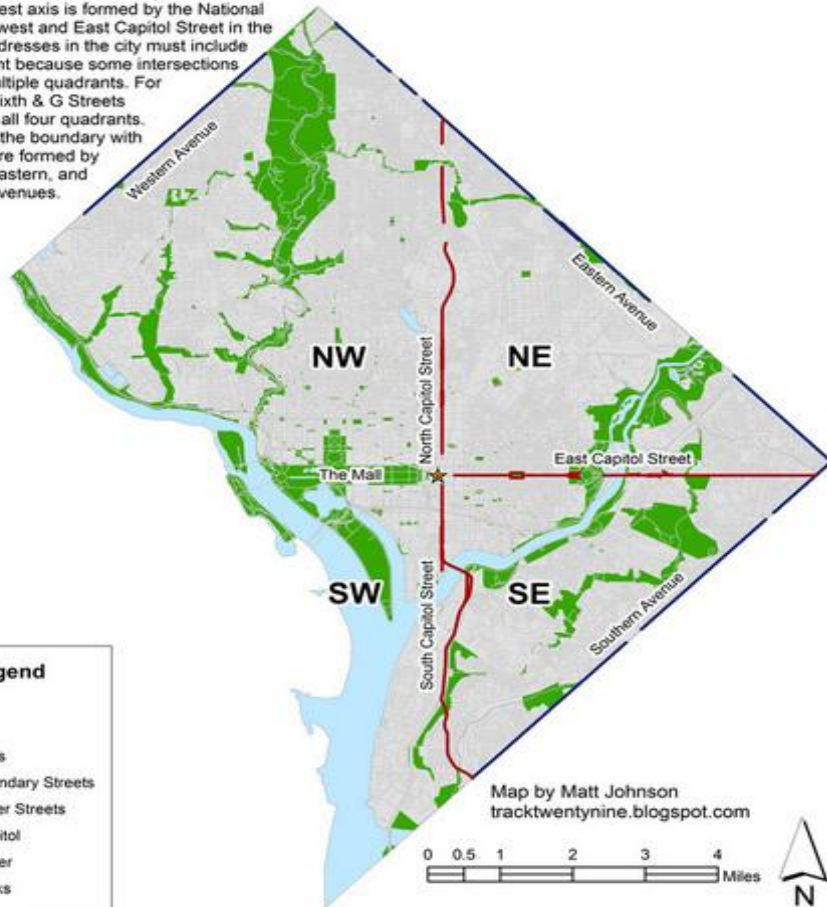 est axis is formed by the National
west and East Capitol Street in the
dresses in the city must include
nt because some intersections
ultiple quadrants. For
ixth & G Streets
all four quadrants.
the boundary with
re formed by
astern, and
venues.
Western Avenue
Eastern Avenue
NW
NE
North Capitol Street
The Mall
East Capitol Street
SW
SE
South Capitol Street
Southern Avenue
gend
s
ndary Streets
er Streets
itol
er
ks
Map by Matt Johnson
tracktwentynine.blogspot.com
0 0.5 1 2 3 4
Miles
N